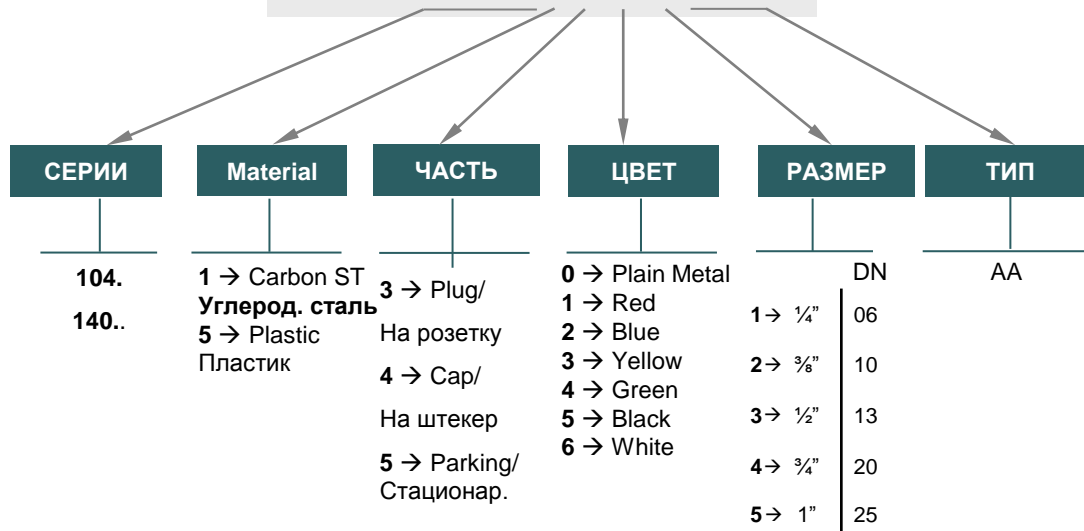 СЕРИИ
Material
ЧАСТЬ
ЦВЕТ
РАЗМЕР
ТИП
104.
140..
1 → Carbon ST
Углерод. сталь
5 → Plastic
Пластик
3 → Plug/
На розетку
4 → Cap/
На штекер
5 → Parking/
Стационар.
0 → Plain Metal
1 → Red
2 → Blue
3 → Yellow
4 → Green
5 → Black
6 → White
DN
1→ ¼” 06
2→ ⅜” 10
3→ ½” 13
4→ ¾” 20
5→ 1” 25
AA